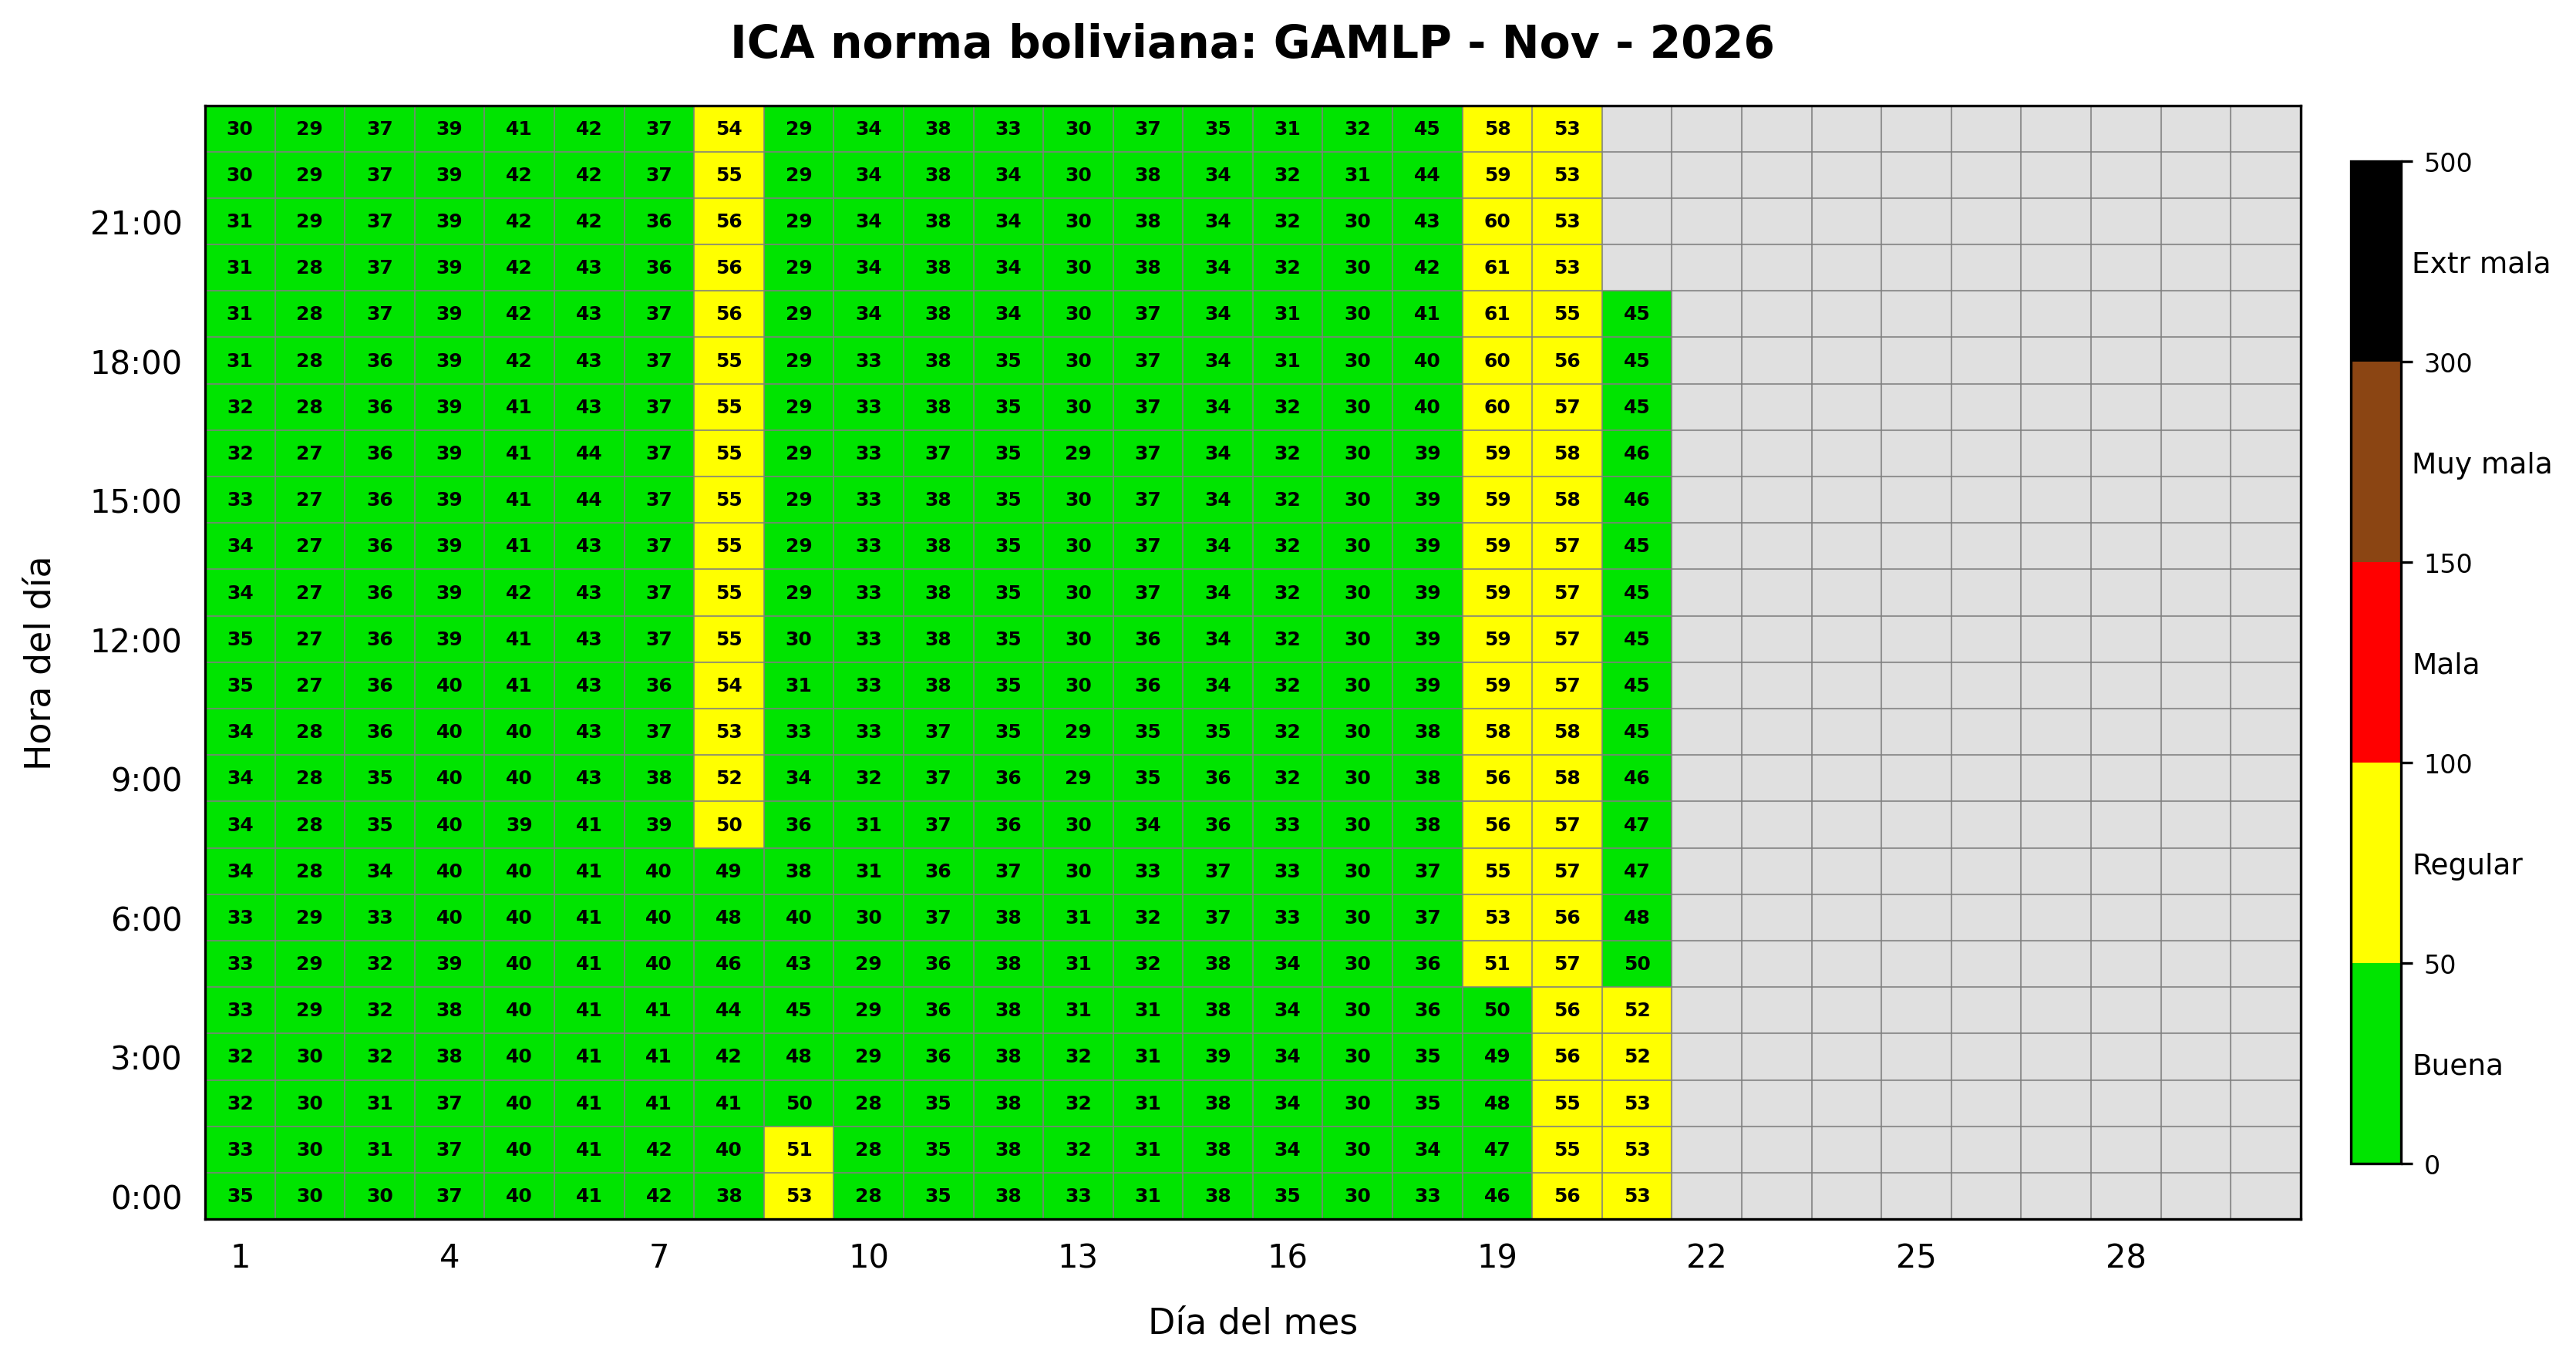 ICA norma boliviana: GAMLP - Nov - 2026
30 29 37 39 41 42 37 54 29 34 38 33 30 37 35 31 32 45 58 53
30 29 37 39 42 42 37 55 29 34 38 34 30 38 34 32 31 44 59 53
21:00 31 29 37 39 42 42 36 56 29 34 38 34 30 38 34 32 30 43 60 53
31 28 37 39 42 43 36 56 29 34 38 34 30 38 34 32 30 42 61 53
31 28 37 39 42 43 37 56 29 34 38 34 30 37 34 31 30 41 61 55 45
18:00 31 28 36 39 42 43 37 55 29 33 38 35 30 37 34 31 30 40 60 56 45
32 28 36 39 41 43 37 55 29 33 38 35 30 37 34 32 30 40 60 57 45
32 27 36 39 41 44 37 55 29 33 37 35 29 37 34 32 30 39 59 58 46
15:00 33 27 36 39 41 44 37 55 29 33 38 35 30 37 34 32 30 39 59 58 46
34 27 36 39 41 43 37 55 29 33 38 35 30 37 34 32 30 39 59 57 45
34 27 36 39 42 43 37 55 29 33 38 35 30 37 34 32 30 39 59 57 45
12:00 35 27 36 39 41 43 37 55 30 33 38 35 30 36 34 32 30 39 59 57 45
35 27 36 40 41 43 36 54 31 33 38 35 30 36 34 32 30 39 59 57 45
34 28 36 40 40 43 37 53 33 33 37 35 29 35 35 32 30 38 58 58 45
9:00 34 28 35 40 40 43 38 52 34 32 37 36 29 35 36 32 30 38 56 58 46
34 28 35 40 39 41 39 50 36 31 37 36 30 34 36 33 30 38 56 57 47
34 28 34 40 40 41 40 49 38 31 36 37 30 33 37 33 30 37 55 57 47
6:00 33 29 33 40 40 41 40 48 40 30 37 38 31 32 37 33 30 37 53 56 48
33 29 32 39 40 41 40 46 43 29 36 38 31 32 38 34 30 36 51 57 50
33 29 32 38 40 41 41 44 45 29 36 38 31 31 38 34 30 36 50 56 52
3:00 32 30 32 38 40 41 41 42 48 29 36 38 32 31 39 34 30 35 49 56 52
32 30 31 37 40 41 41 41 50 28 35 38 32 31 38 34 30 35 48 55 53
33 30 31 37 40 41 42 40 51 28 35 38 32 31 38 34 30 34 47 55 53
0:00 35 30 30 37 40 41 42 38 53 28 35 38 33 31 38 35 30 33 46 56 53
1 4 7 10 13 16 19 22 25 28
Día del mes
Hora del día
500
Extr mala
300
Muy mala
150
Mala
100
Regular
50
Buena
0